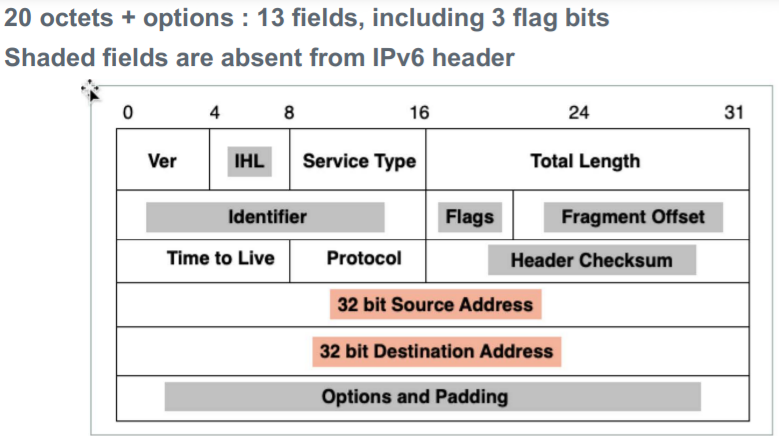 20 octets + options : 13 fields, including 3 flag bits
Shaded fields are absent from IPv6 header
0 4 8 16 24 31
Ver IHL Service Type Total Length
Identifier Flags Fragment Offset
Time to Live Protocol Header Checksum
32 bit Source Address
32 bit Destination Address
Options and Padding